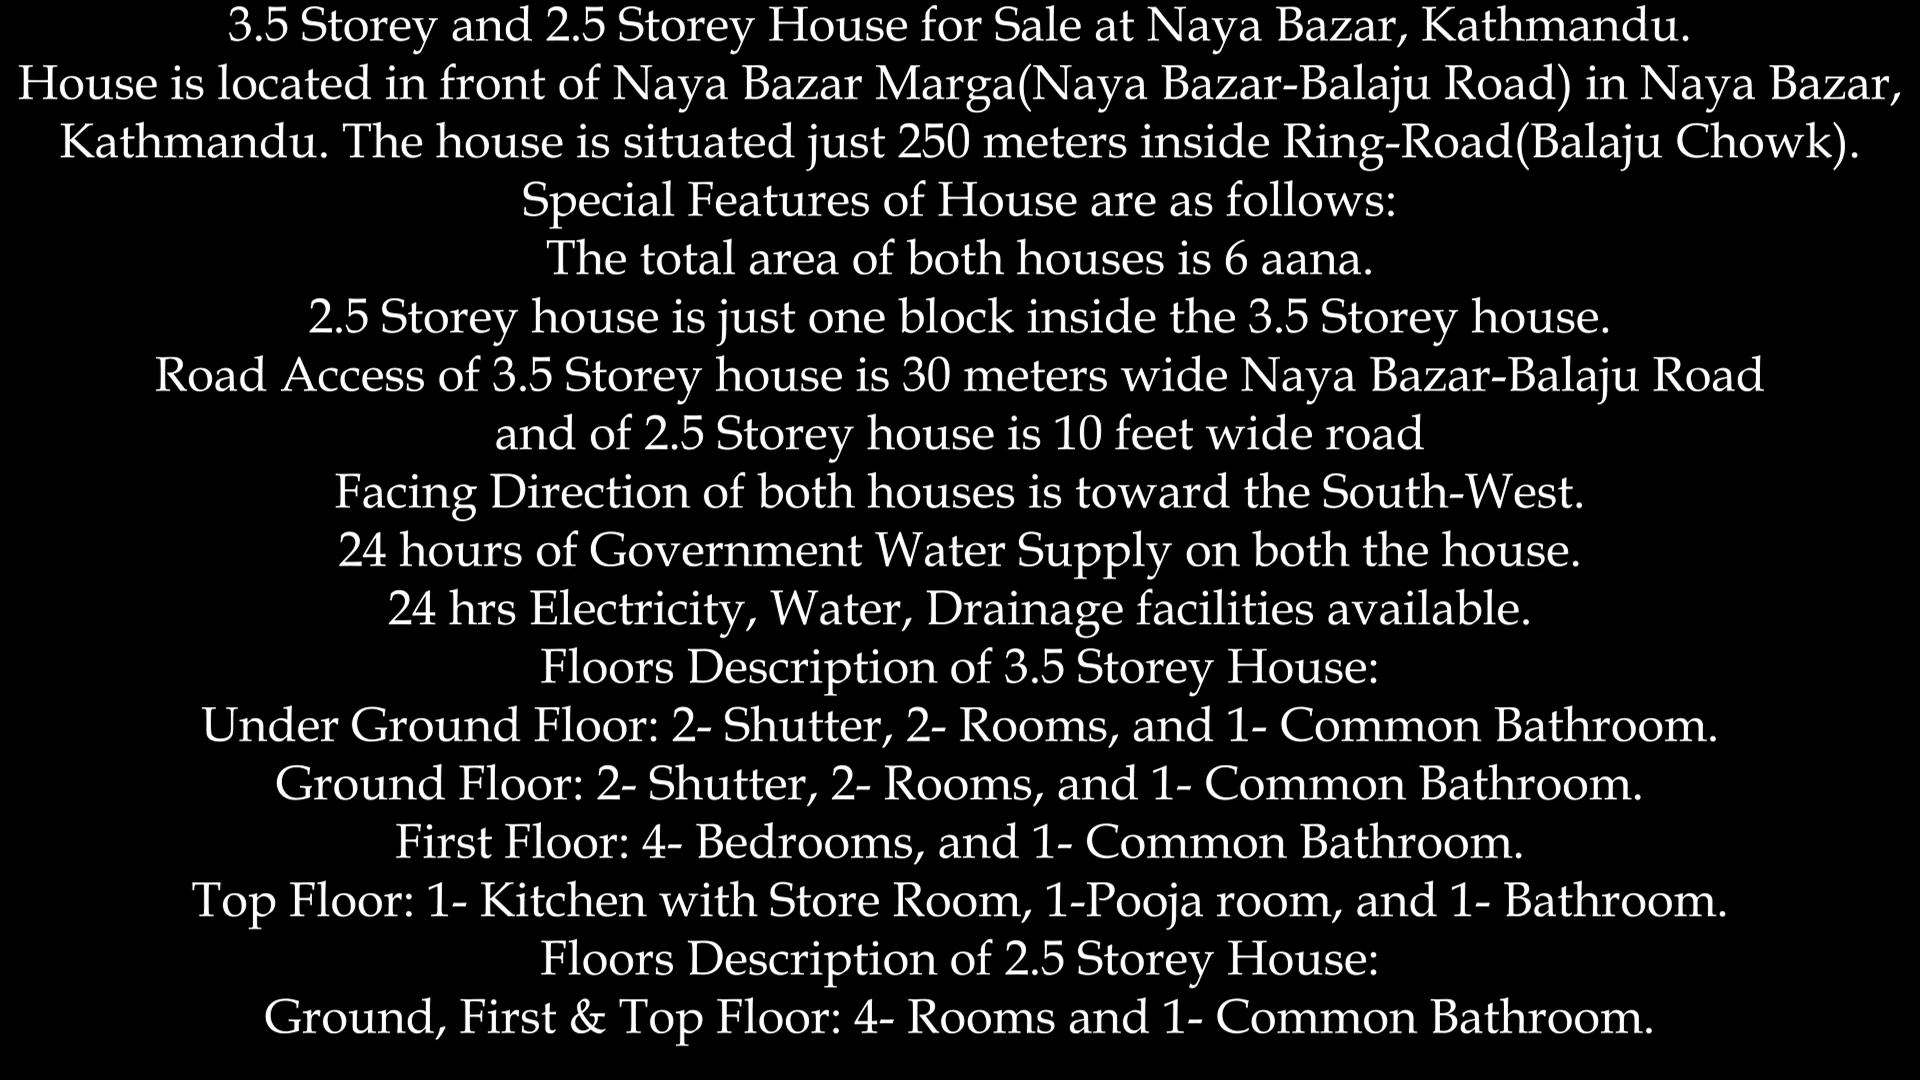 3.5 Storey and 2.5 Storey House for Sale at Naya Bazar, Kathmandu.
House is located in front of Naya Bazar Marga(Naya Bazar-Balaju Road) in Naya Bazar,
Kathmandu. The house is situated just 250 meters inside Ring-Road(Balaju Chowk).
Special Features of House are as follows:
The total area of both houses is 6 aana.
2.5 Storey house is just one block inside the 3.5 Storey house.
Road Access of 3.5 Storey house is 30 meters wide Naya Bazar-Balaju Road
and of 2.5 Storey house is 10 feet wide road
Facing Direction of both houses is toward the South-West.
24 hours of Government Water Supply on both the house.
24 hrs Electricity, Water, Drainage facilities available.
Floors Description of 3.5 Storey House:
Under Ground Floor: 2- Shutter, 2- Rooms, and 1- Common Bathroom.
Ground Floor: 2- Shutter, 2- Rooms, and 1- Common Bathroom.
First Floor: 4- Bedrooms, and 1- Common Bathroom.
Top Floor: 1- Kitchen with Store Room, 1-Pooja room, and 1- Bathroom.
Floors Description of 2.5 Storey House:
Ground, First & Top Floor: 4- Rooms and 1- Common Bathroom.